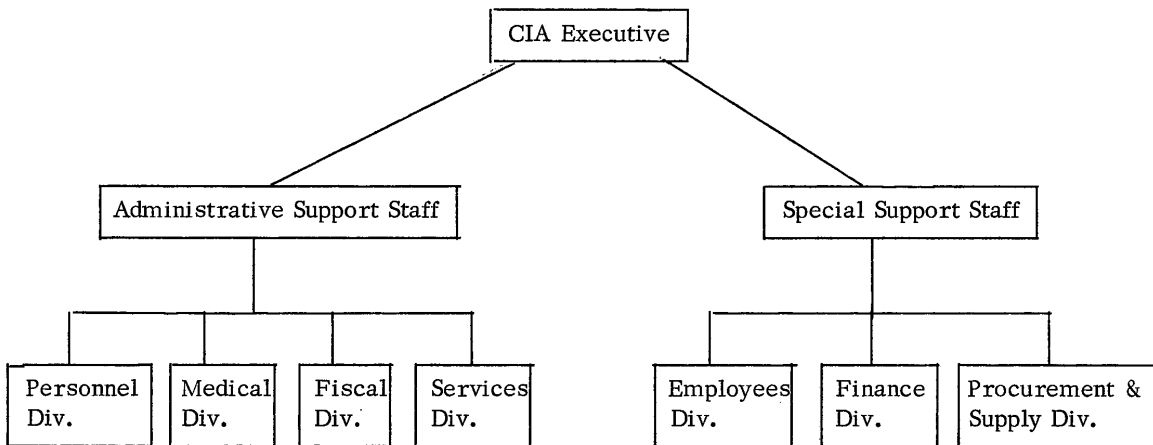 CIA Executive
Administrative Support Staff
Special Support Staff
Personnel
Div.
Medical
Div.
Fiscal
Div.
Services
Div.
Employees
Div.
Finance
Div.
Procurement &
Supply Div.